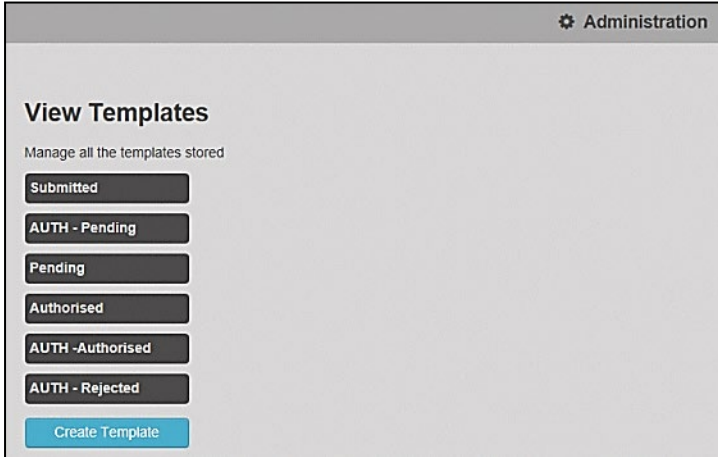 Administration
View Templates
Manage all the templates stored
Submitted
AUTH - Pending
Pending
Authorised
AUTH -Authorised
AUTH - Rejected
Create Template